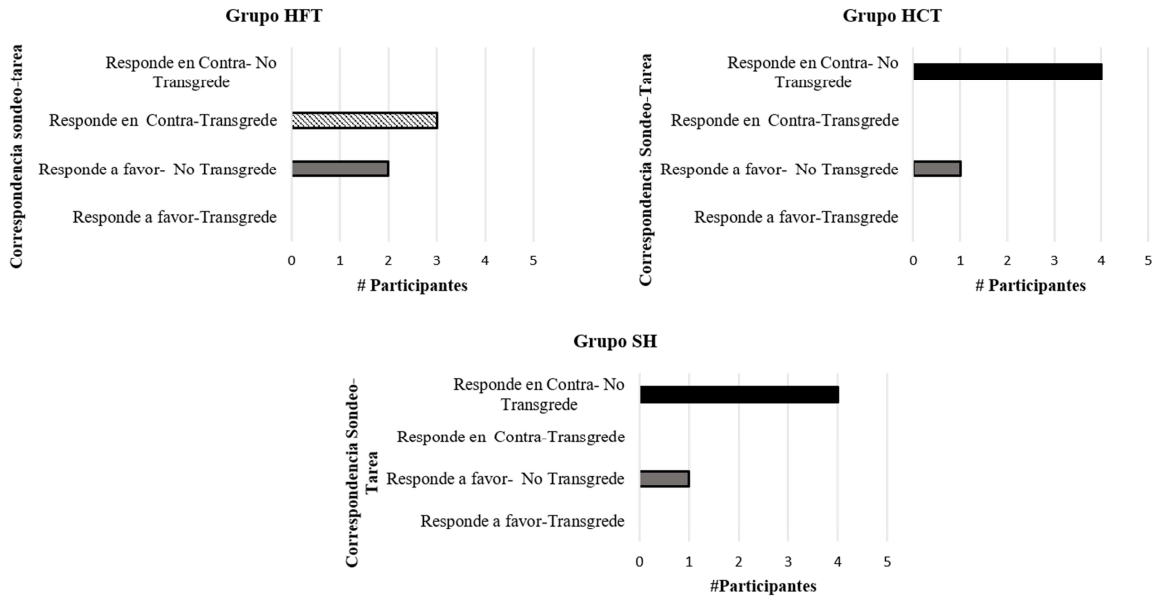 Grupo HFT
Correspondencia sondeo-tarea
Responde en Contra- No
Transgrede
Responde en Contra-Transgrede
Responde a favor- No Transgrede
Responde a favor-Transgrede
0 1 2 3 4 5
# Participantes
Grupo HCT
Correspondencia Sondeo-Tarea
Responde en Contra- No
Transgrede
Responde en Contra-Transgrede
Responde a favor- No Transgrede
Responde a favor-Transgrede
0 1 2 3 4 5
# Participantes
Grupo SH
Correspondencia Sondeo-
Tarea
Responde en Contra- No
Transgrede
Responde en Contra-Transgrede
Responde a favor- No Transgrede
Responde a favor-Transgrede
0 1 2 3 4 5
#Participantes